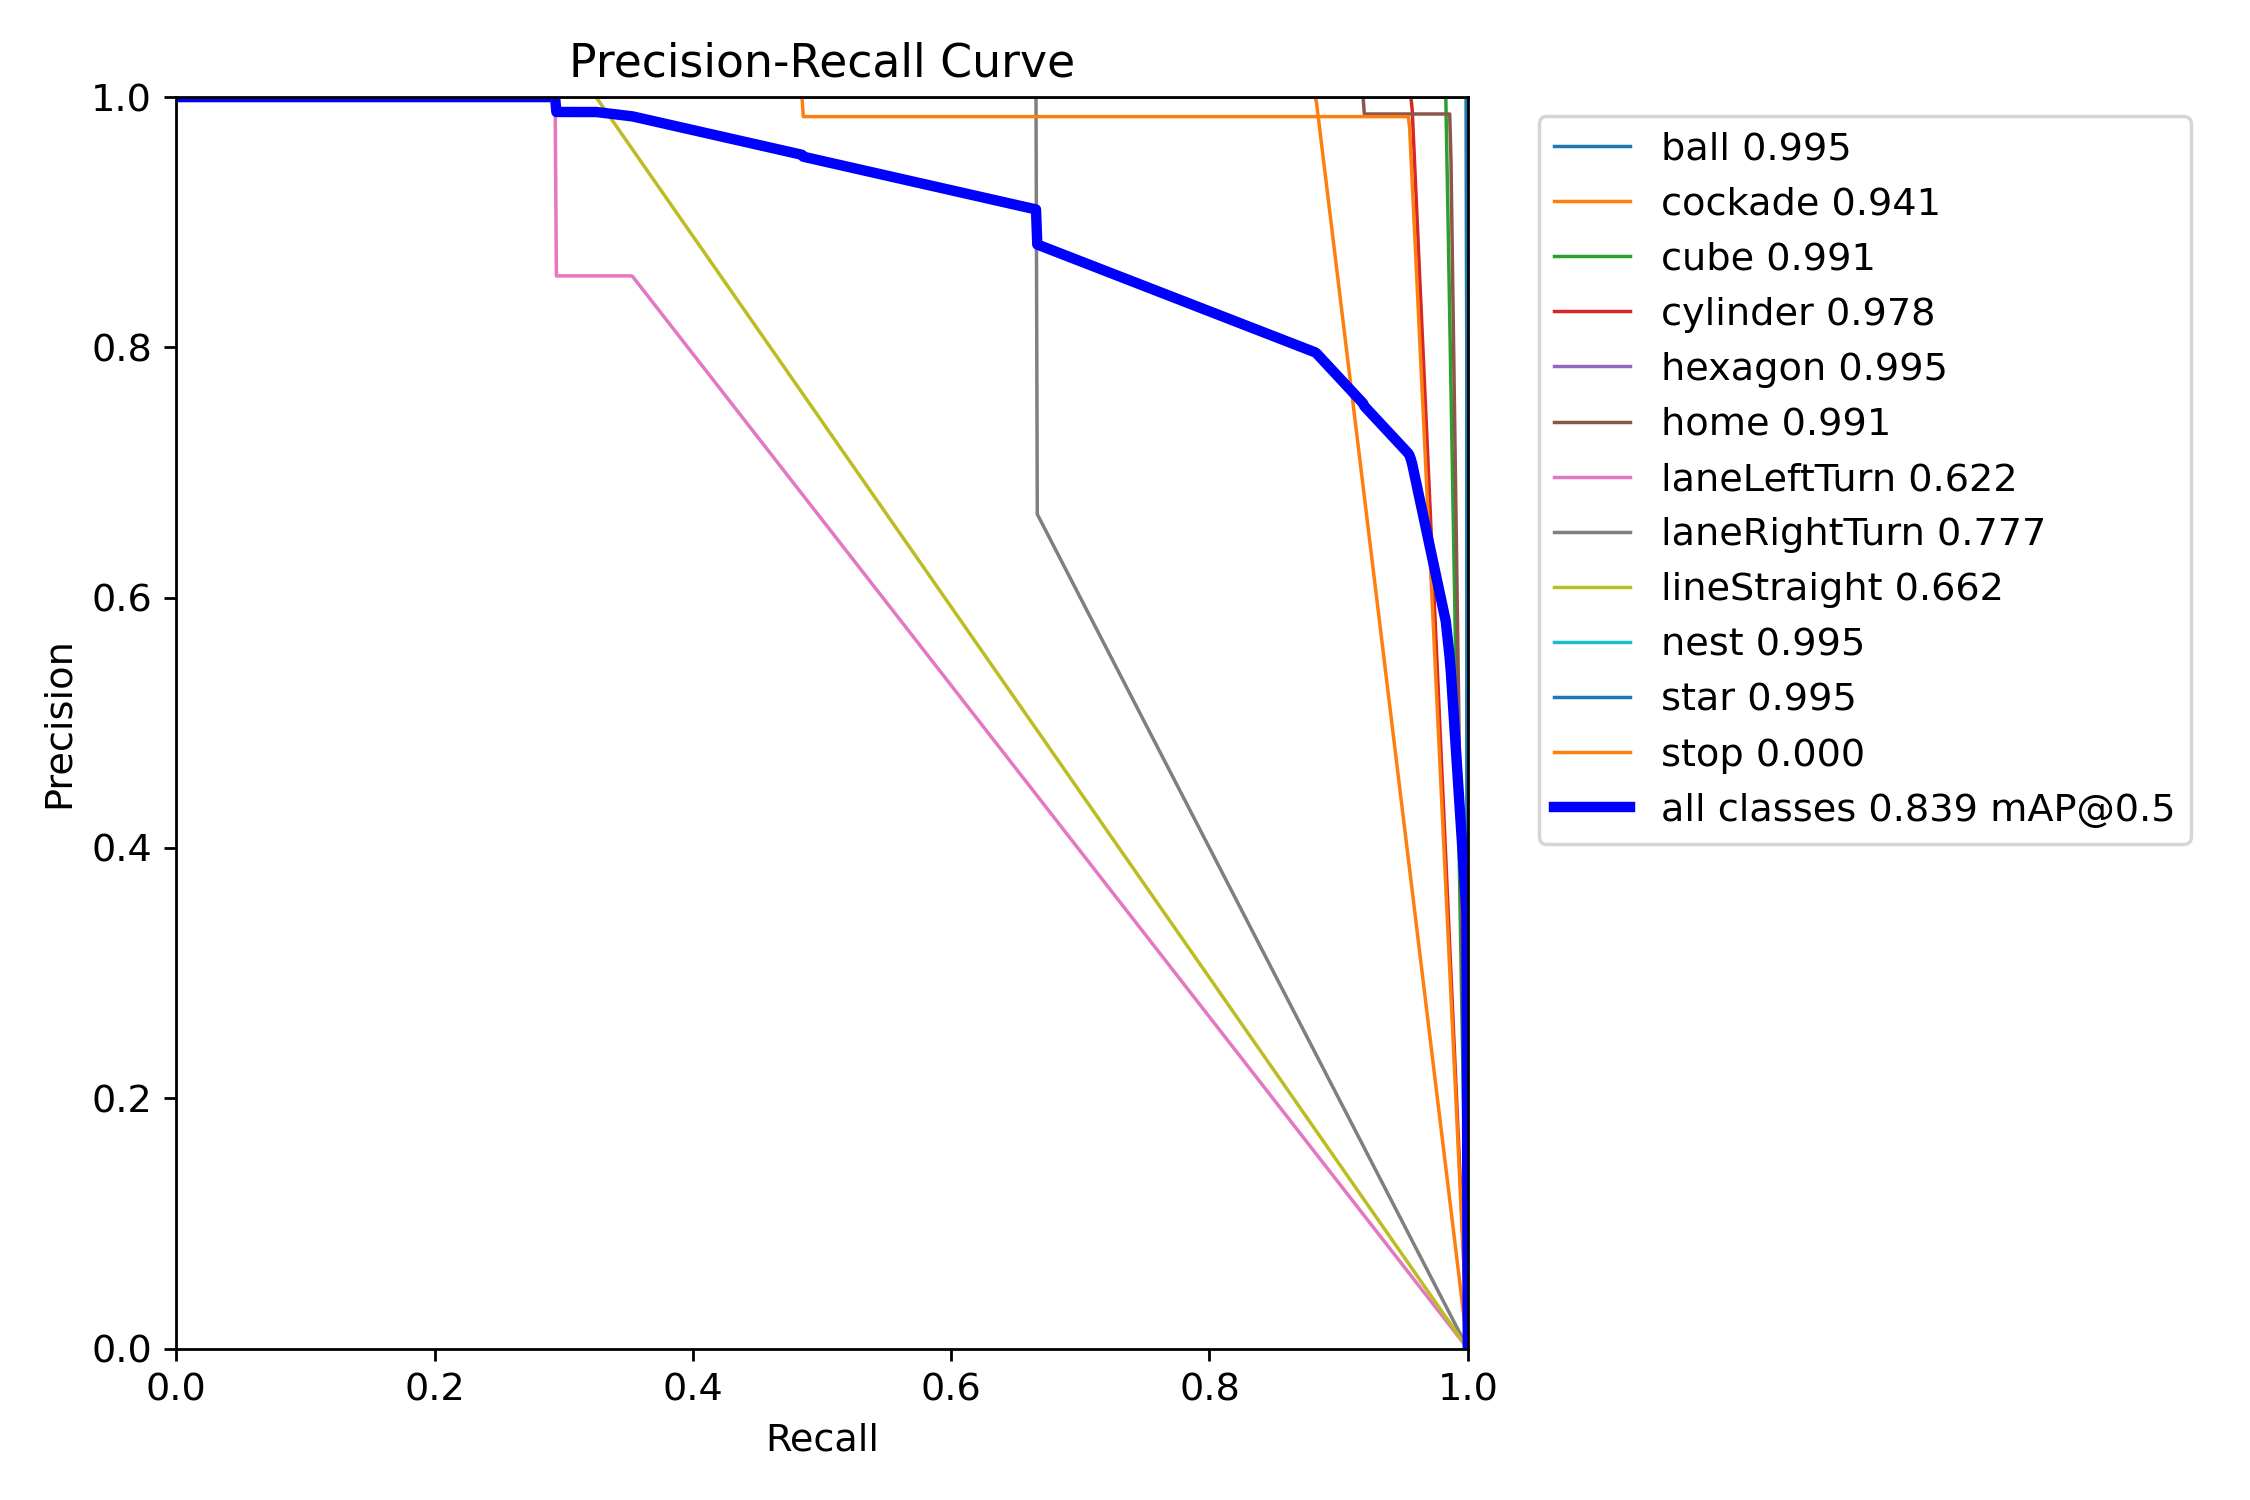 Precision-Recall Curve
1.0
0.8
0.6
0.4
0.2
0.0
Precision
0.0 0.2 0.4 0.6 0.8 1.0
Recall
ball 0.995
cockade 0.941
cube 0.991
cylinder 0.978
hexagon 0.995
home 0.991
laneLeftTurn 0.622
laneRightTurn 0.777
lineStraight 0.662
nest 0.995
star 0.995
stop 0.000
all classes 0.839 mAP@0.5